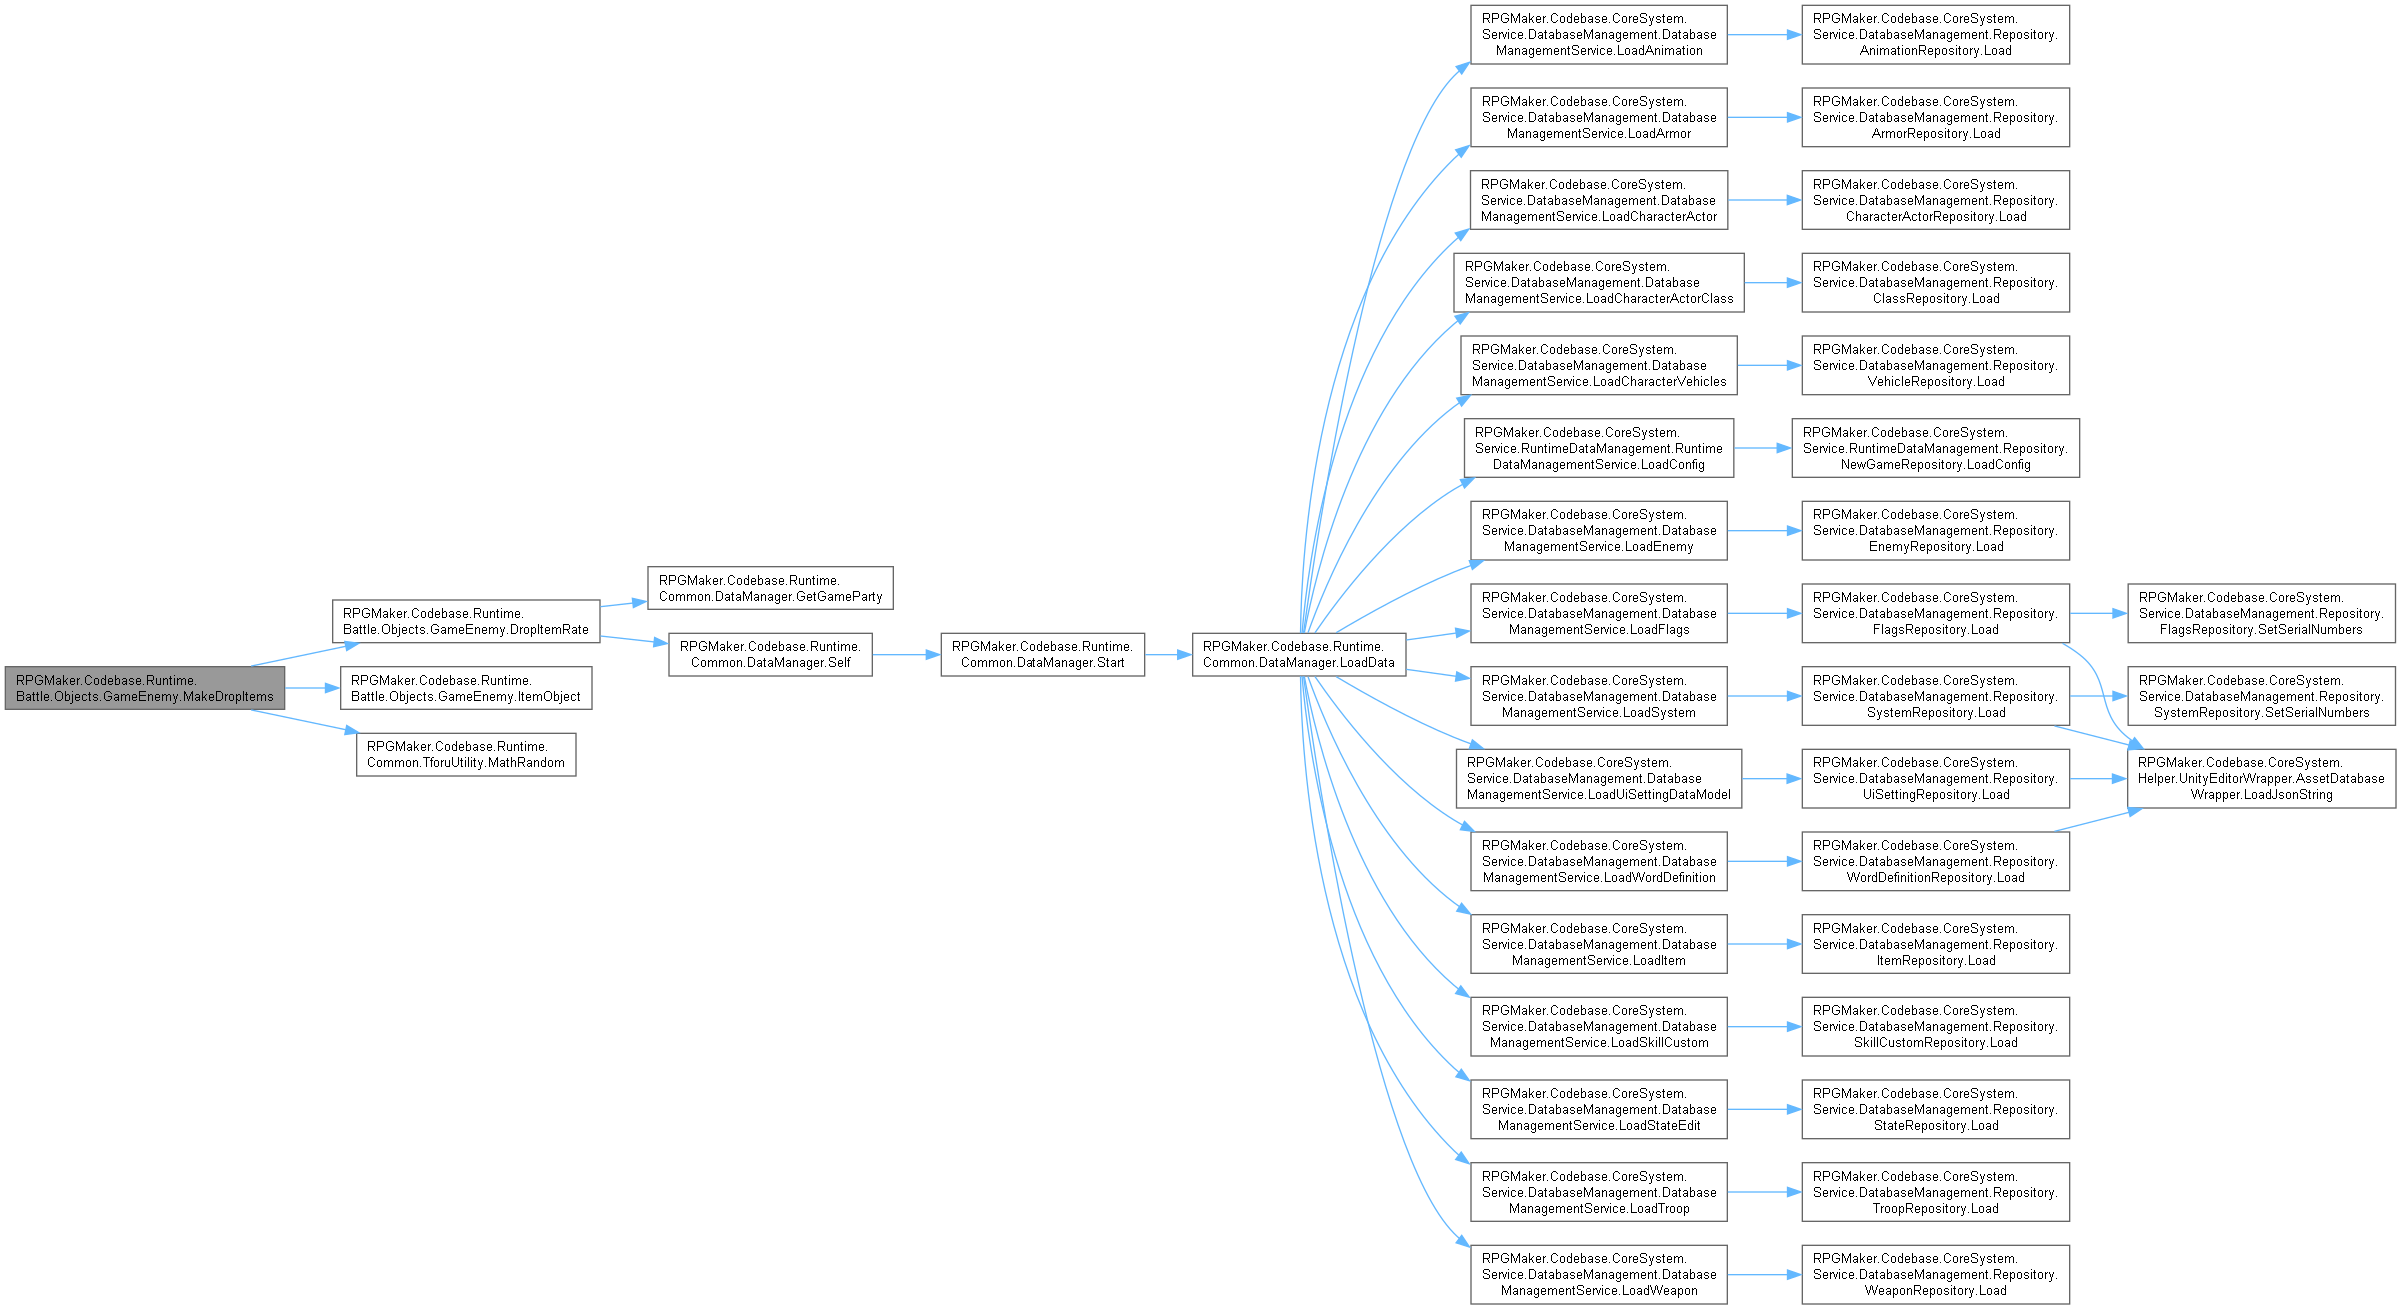 RPGMaker.Codebase.Runtime.
Battle.Objects.GameEnemy.MakeDropItems
RPGMaker.Codebase.Runtime.
Battle.Objects.GameEnemy.DropItemRate
RPGMaker.Codebase.Runtime.
Battle.Objects.GameEnemy.ItemObject
RPGMaker.Codebase.Runtime.
Common.TforuUtility.MathRandom
RPGMaker.Codebase.Runtime.
Common.DataManager.GetGameParty
RPGMaker.Codebase.Runtime.
Common.DataManager.Self
RPGMaker.Codebase.Runtime.
Common.DataManager.Start
RPGMaker.Codebase.Runtime.
Common.DataManager.LoadData
RPGMaker.Codebase.CoreSystem.
Service.DatabaseManagement.Database
ManagementService.LoadAnimation
RPGMaker.Codebase.CoreSystem.
Service.DatabaseManagement.Repository.
AnimationRepository.Load
RPGMaker.Codebase.CoreSystem.
Service.DatabaseManagement.Database
ManagementService.LoadArmor
RPGMaker.Codebase.CoreSystem.
Service.DatabaseManagement.Repository.
ArmorRepository.Load
RPGMaker.Codebase.CoreSystem.
Service.DatabaseManagement.Database
ManagementService.LoadCharacterActor
RPGMaker.Codebase.CoreSystem.
Service.DatabaseManagement.Repository.
CharacterActorRepository.Load
RPGMaker.Codebase.CoreSystem.
Service.DatabaseManagement.Database
ManagementService.LoadCharacterActorClass
RPGMaker.Codebase.CoreSystem.
Service.DatabaseManagement.Repository.
ClassRepository.Load
RPGMaker.Codebase.CoreSystem.
Service.DatabaseManagement.Database
ManagementService.LoadCharacterVehicles
RPGMaker.Codebase.CoreSystem.
Service.DatabaseManagement.Repository.
VehicleRepository.Load
RPGMaker.Codebase.CoreSystem.
Service.RuntimeDataManagement.Runtime
DataManagementService.LoadConfig
RPGMaker.Codebase.CoreSystem.
Service.RuntimeDataManagement.Repository.
NewGameRepository.LoadConfig
RPGMaker.Codebase.CoreSystem.
Service.DatabaseManagement.Database
ManagementService.LoadEnemy
RPGMaker.Codebase.CoreSystem.
Service.DatabaseManagement.Repository.
EnemyRepository.Load
RPGMaker.Codebase.CoreSystem.
Service.DatabaseManagement.Database
ManagementService.LoadFlags
RPGMaker.Codebase.CoreSystem.
Service.DatabaseManagement.Repository.
FlagsRepository.Load
RPGMaker.Codebase.CoreSystem.
Service.DatabaseManagement.Repository.
FlagsRepository.SetSerialNumbers
RPGMaker.Codebase.CoreSystem.
Service.DatabaseManagement.Database
ManagementService.LoadSystem
RPGMaker.Codebase.CoreSystem.
Service.DatabaseManagement.Repository.
SystemRepository.Load
RPGMaker.Codebase.CoreSystem.
Service.DatabaseManagement.Repository.
SystemRepository.SetSerialNumbers
RPGMaker.Codebase.CoreSystem.
Service.DatabaseManagement.Database
ManagementService.LoadUiSettingDataModel
RPGMaker.Codebase.CoreSystem.
Service.DatabaseManagement.Repository.
UiSettingRepository.Load
RPGMaker.Codebase.CoreSystem.
Helper.UnityEditorWrapper.AssetDatabase
Wrapper.LoadJsonString
RPGMaker.Codebase.CoreSystem.
Service.DatabaseManagement.Database
ManagementService.LoadWordDefinition
RPGMaker.Codebase.CoreSystem.
Service.DatabaseManagement.Repository.
WordDefinitionRepository.Load
RPGMaker.Codebase.CoreSystem.
Service.DatabaseManagement.Database
ManagementService.LoadItem
RPGMaker.Codebase.CoreSystem.
Service.DatabaseManagement.Repository.
ItemRepository.Load
RPGMaker.Codebase.CoreSystem.
Service.DatabaseManagement.Database
ManagementService.LoadSkillCustom
RPGMaker.Codebase.CoreSystem.
Service.DatabaseManagement.Repository.
SkillCustomRepository.Load
RPGMaker.Codebase.CoreSystem.
Service.DatabaseManagement.Database
ManagementService.LoadStateEdit
RPGMaker.Codebase.CoreSystem.
Service.DatabaseManagement.Repository.
StateRepository.Load
RPGMaker.Codebase.CoreSystem.
Service.DatabaseManagement.Database
ManagementService.LoadTroop
RPGMaker.Codebase.CoreSystem.
Service.DatabaseManagement.Repository.
TroopRepository.Load
RPGMaker.Codebase.CoreSystem.
Service.DatabaseManagement.Database
ManagementService.LoadWeapon
RPGMaker.Codebase.CoreSystem.
Service.DatabaseManagement.Repository.
WeaponRepository.Load